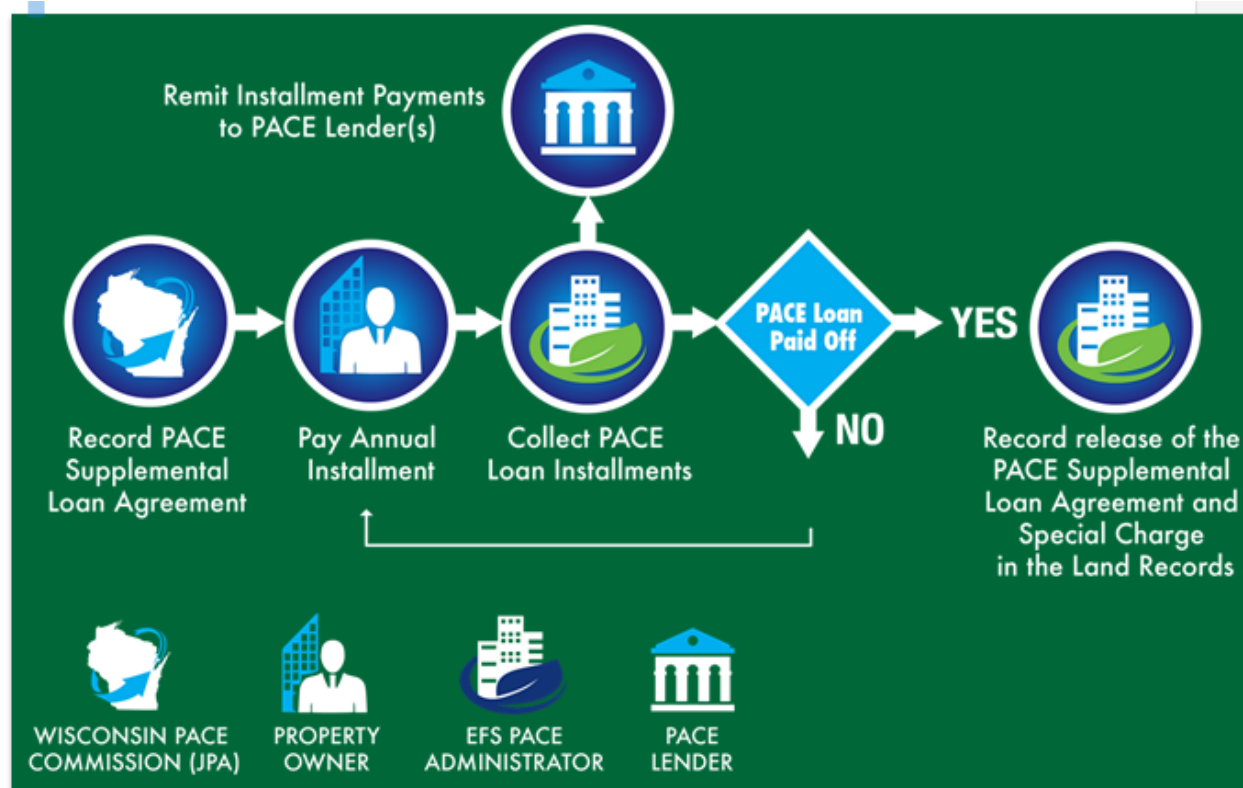 Remit Installment Payments
to PACE Lender(s)
PACE Loan
Paid Off
YES
NO
Record PACE
Supplemental
Loan Agreement
Pay Annual
Installment
Collect PACE
Loan Installments
Record release of the
PACE Supplemental
Loan Agreement and
Special Charge
in the Land Records
WISCONSIN PACE
COMMISSION (JPA)
PROPERTY
OWNER
EFS PACE
ADMINISTRATOR
PACE
LENDER